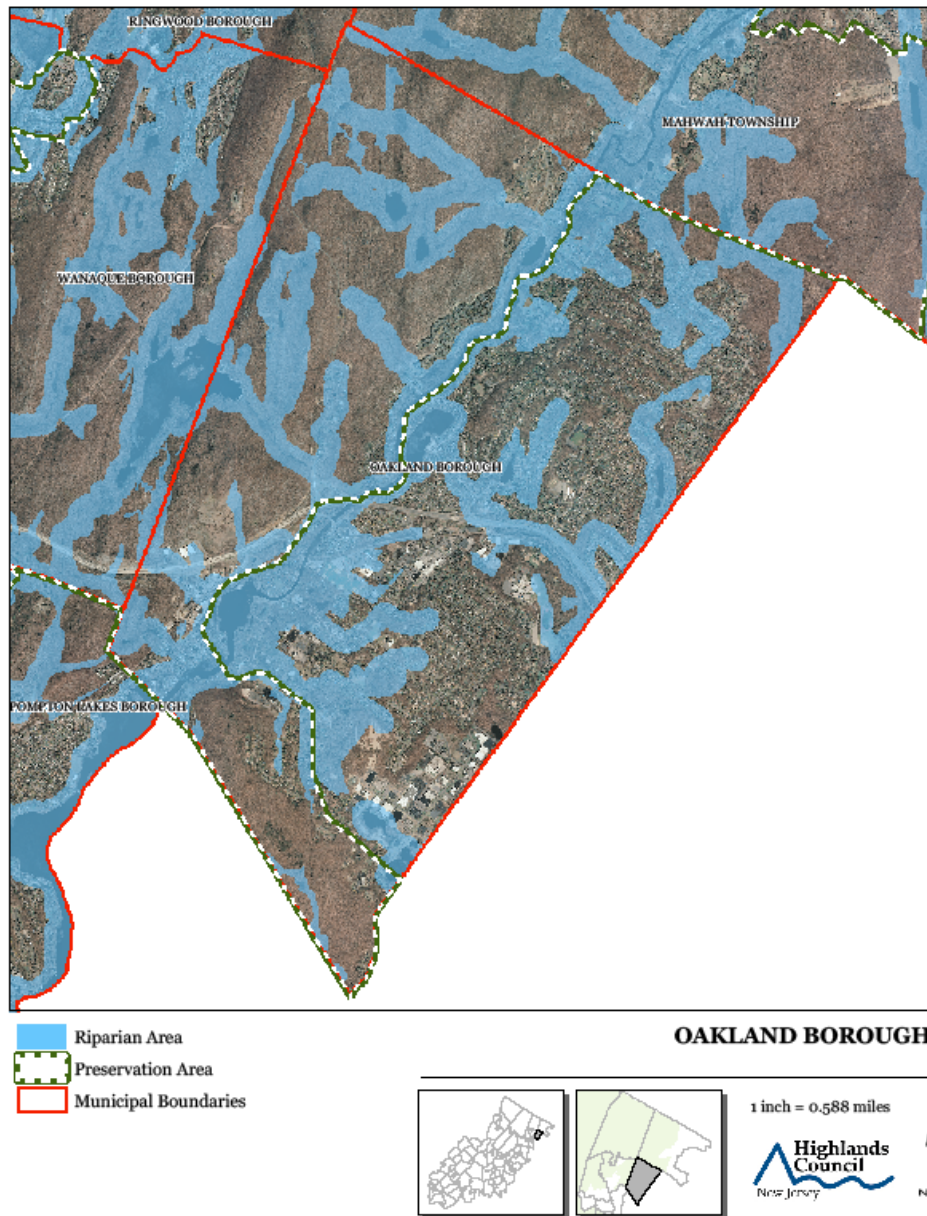 RINGWOOD BOROUGH
MAHWAH TOWNSHIP
WANAQUE BOROUGH
OAKLAND BOROUGH
POMPTON LAKES BOROUGH
Riparian Area
Preservation Area
Municipal Boundaries
OAKLAND BOROUGH
1 inch = 0.588 miles
Highlands
Council
New Jersey
N